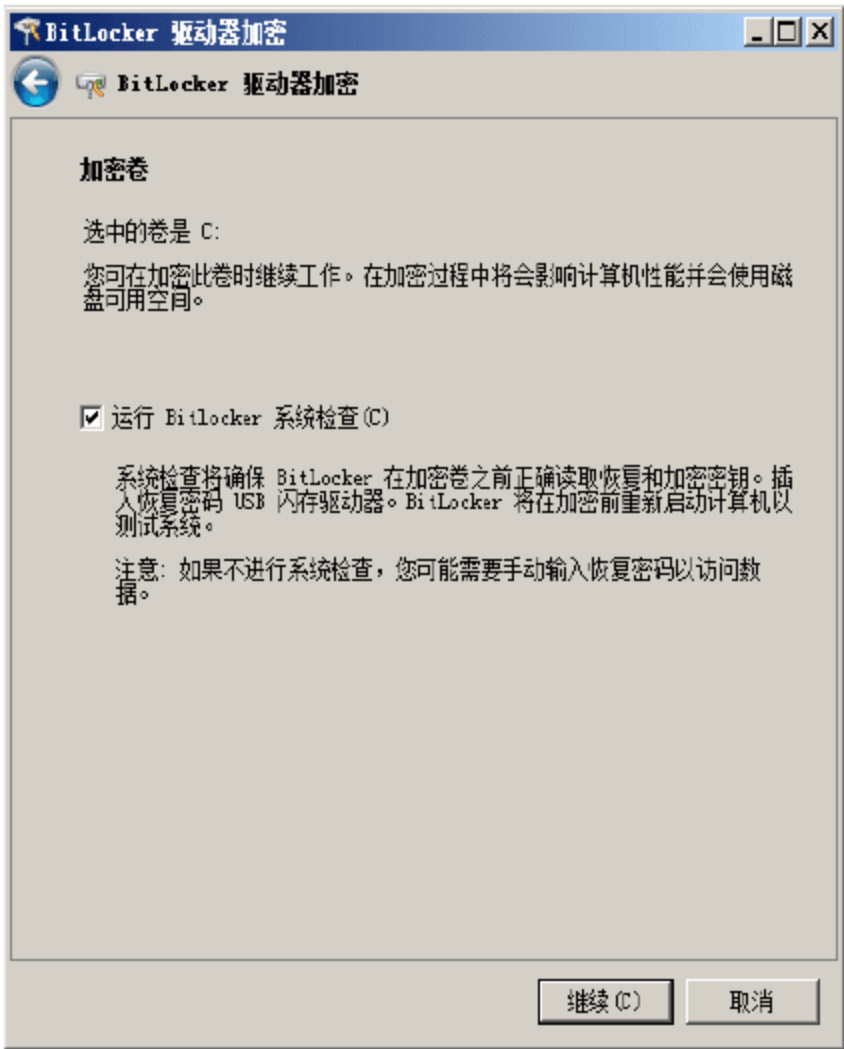 BitLocker 驱动器加密
BitLocker 驱动器加密
加密卷
选中的卷是 C:
您可在加密此卷时继续工作。在加密过程中将会影响计算机性能并会使用磁
盘可用空间。
运行 Bitlocker 系统检查(C)
系统检查将确保 BitLocker 在加密卷之前正确读取恢复和加密密钥。插
入恢复密码 USB 闪存驱动器。BitLocker 将在加密前重新启动计算机以
测试系统。
注意: 如果不进行系统检查，您可能需要手动输入恢复密码以访问数
据。
继续(C)
取消